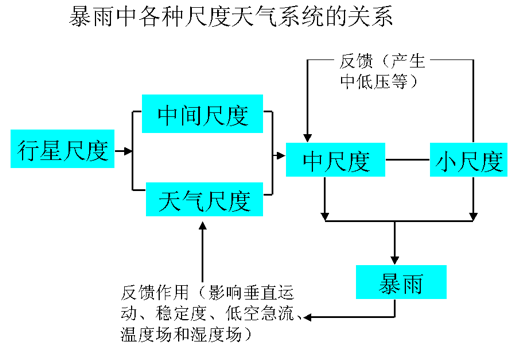 暴雨中各种尺度天气系统的关系
反馈（产生
中低压等）
中间尺度
行星尺度
中尺度
小尺度
天气尺度
暴雨
反馈作用（影响垂直运
动、稳定度、低空急流、
温度场和湿度场）